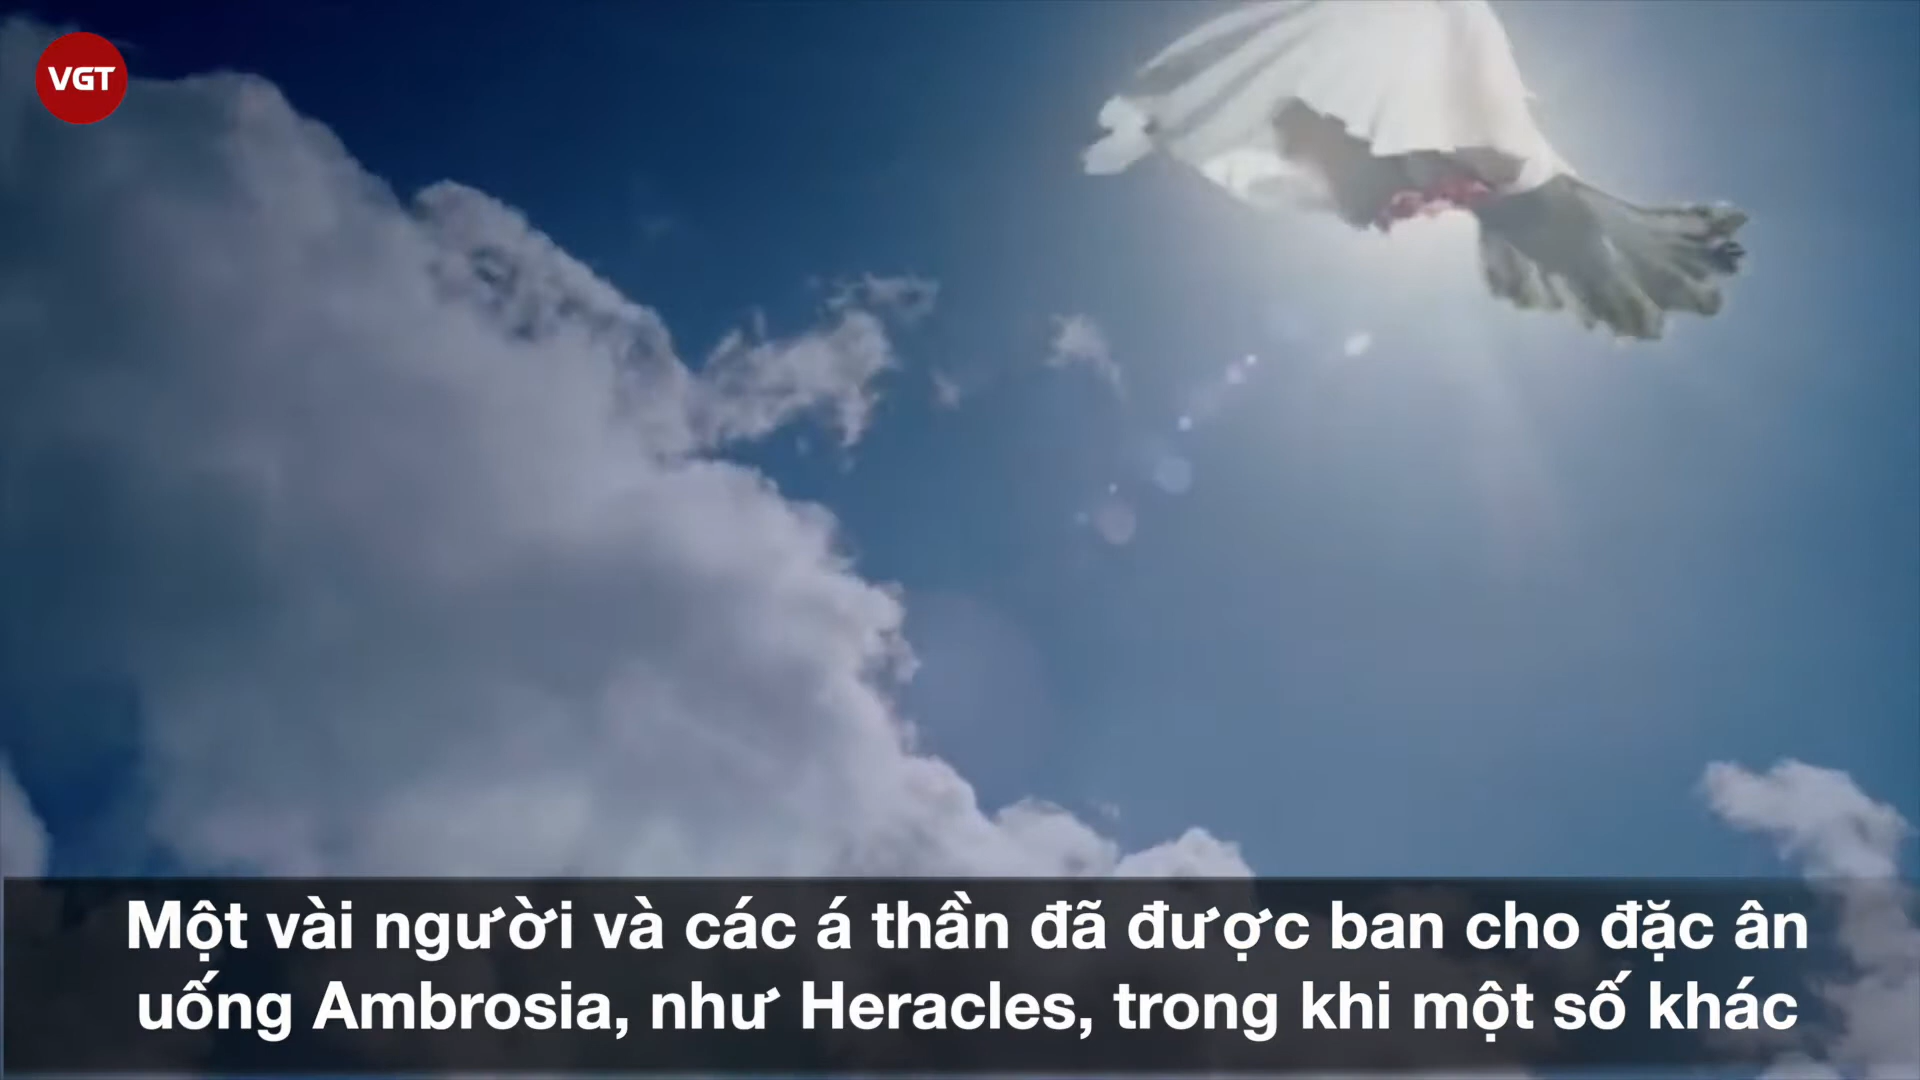 VGT
Một vài người và các á thần đã được ban cho đặc ân
uống Ambrosia, như Heracles, trong khi một số khác